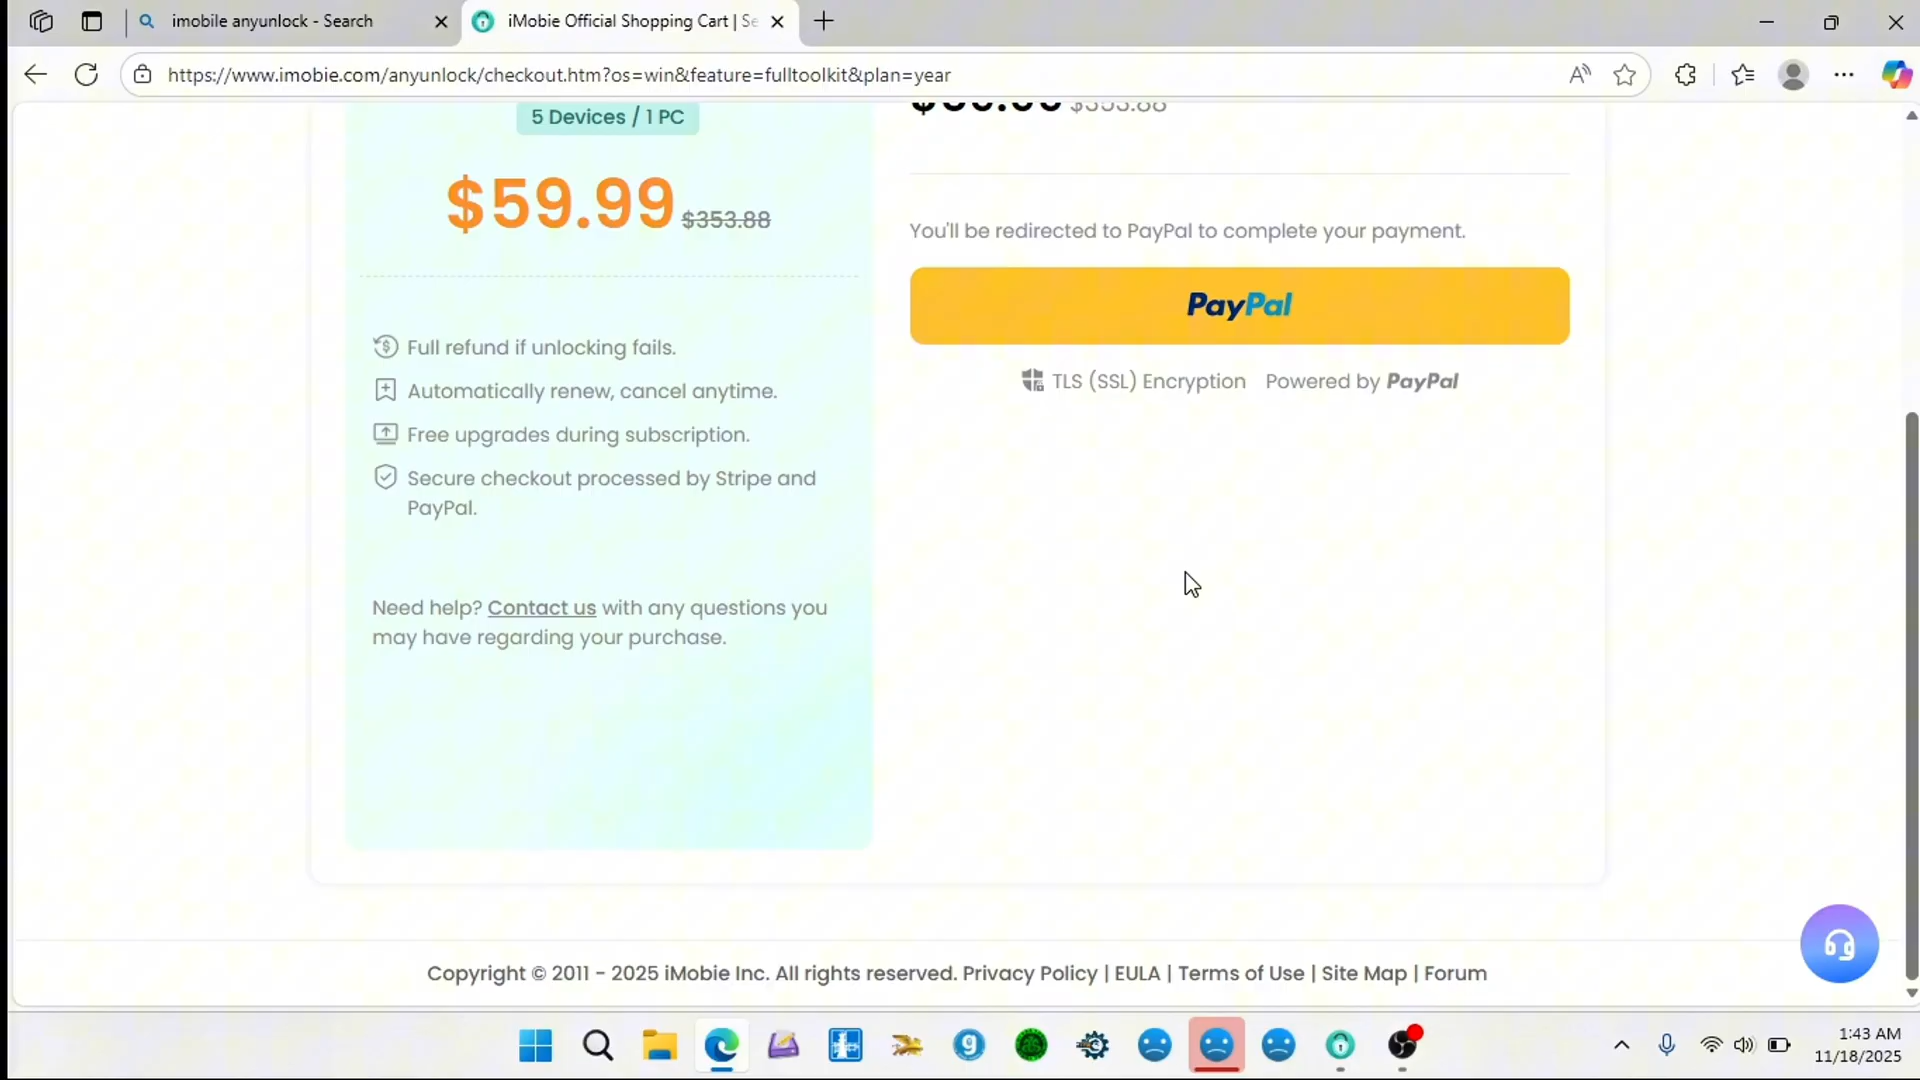 imobile anyunlock - Search
iMobie Official Shopping Cart | Se
https://www.imobie.com/anyunlock/checkout.htm?os=win&feature=fulltoolkit&plan=year
5 Devices / 1 PC
$353.88
$59.99 $353.88
You'll be redirected to PayPal to complete your payment.
PayPal
Full refund if unlocking fails.
TLS (SSL) Encryption Powered by PayPal
Automatically renew, cancel anytime.
Free upgrades during subscription.
Secure checkout processed by Stripe and
PayPal.
Need help? Contact us with any questions you
may have regarding your purchase.
Copyright © 2011 - 2025 iMobie Inc. All rights reserved. Privacy Policy | EULA | Terms of Use | Site Map | Forum
1:43 AM
11/18/2025